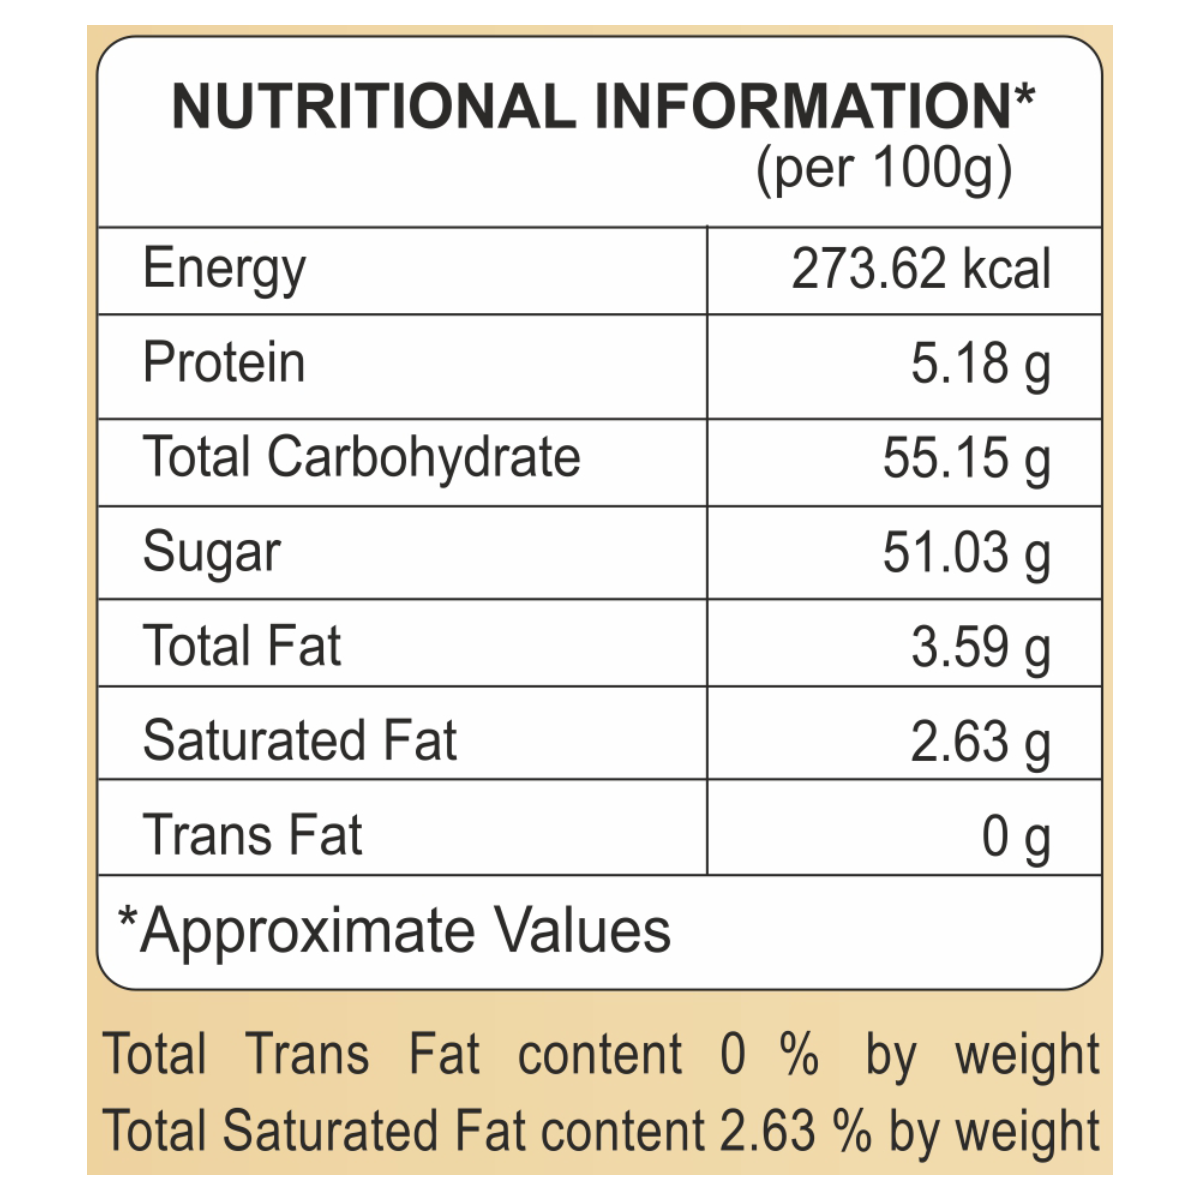 NUTRITIONAL INFORMATION*
(per 100g)
Energy 273.62 kcal
Protein 5.18 g
Total Carbohydrate 55.15 g
Sugar 51.03 g
Total Fat 3.59 g
Saturated Fat 2.63 g
Trans Fat 0 g
*Approximate Values
Total Trans Fat content 0 % by weight
Total Saturated Fat content 2.63 % by weight